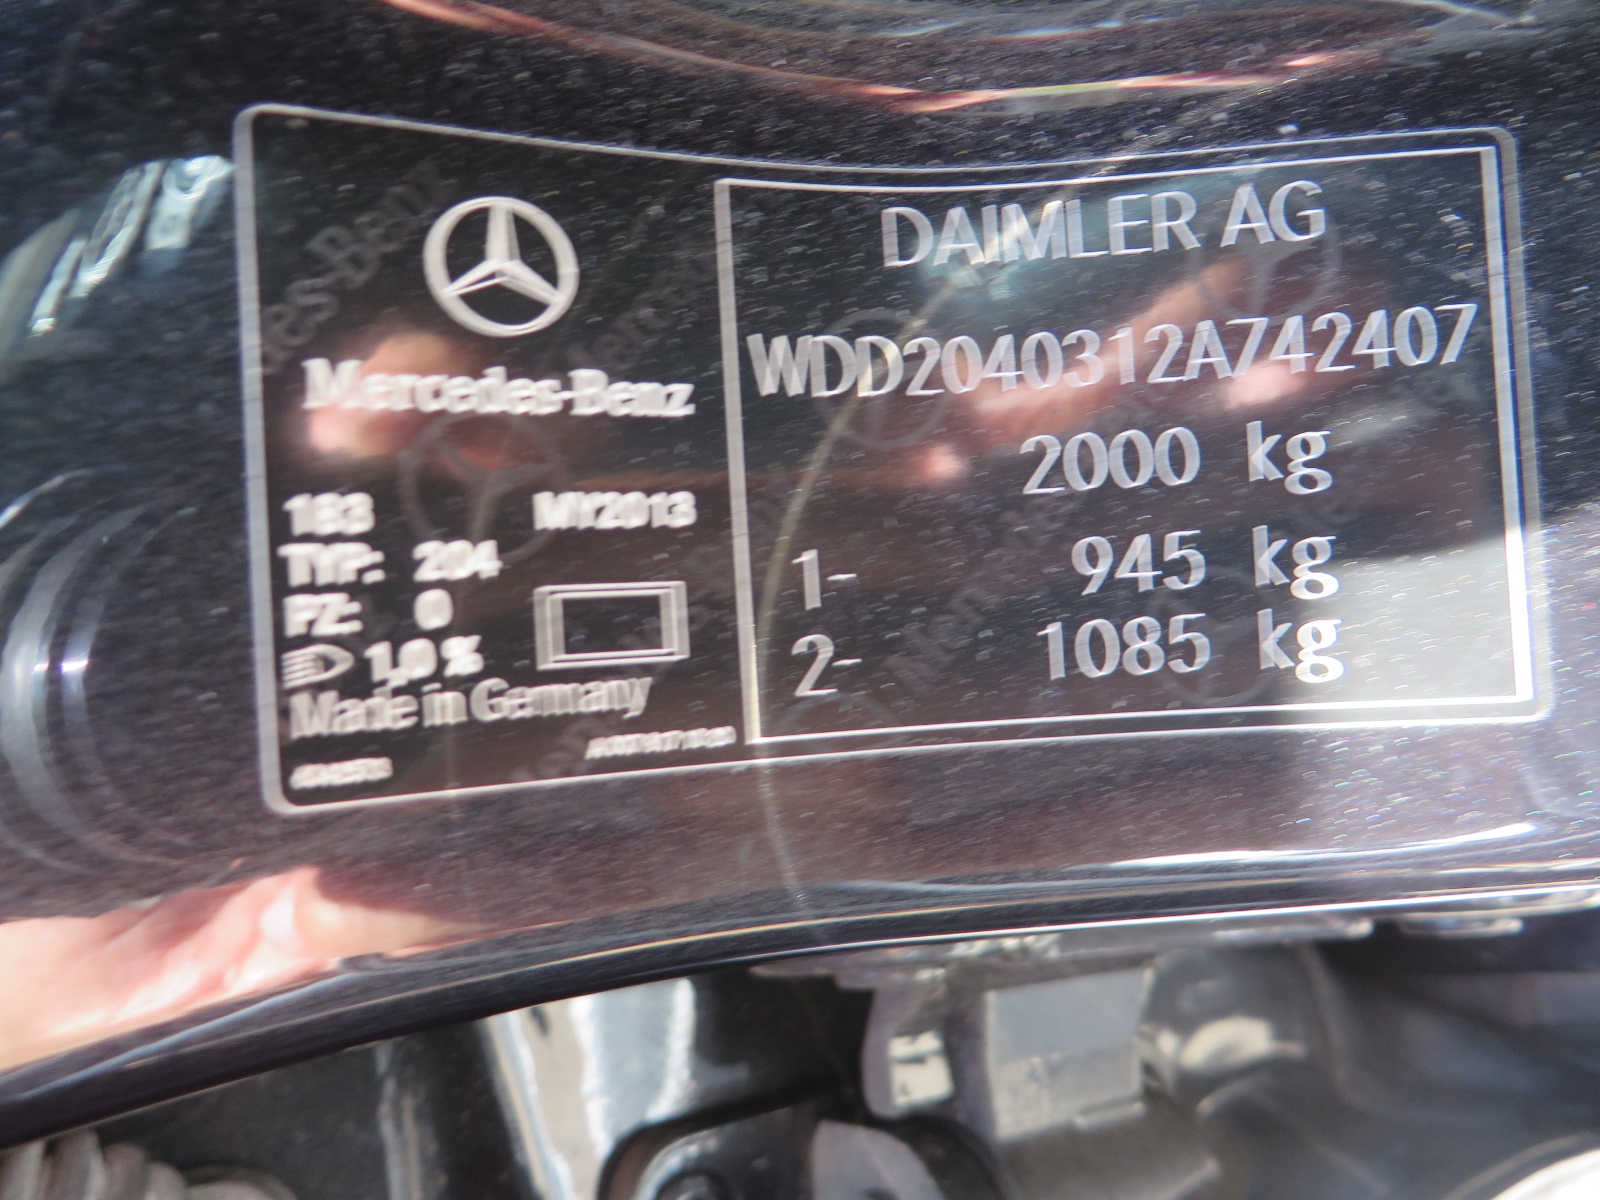 Mercedes-Benz
183 MY2013
TYP: 204
PZ: 0
1,0 %
Made in Germany
DAIMLER AG
WDD2040312A742407
2000 kg
1- 945 kg
2- 1085 kg